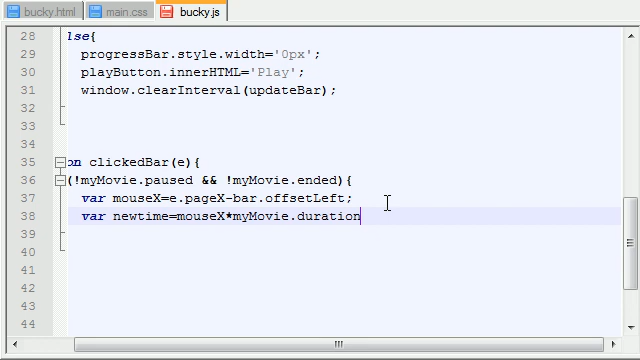 bucky.html main.css bucky.js
28 lse{
29 progressBar.style.width='0px';
30 playButton.innerHTML='Play';
31 window.clearInterval(updateBar);
32
33
34
35 on clickedBar(e){
36 (!myMovie.paused && !myMovie.ended){
37 var mouseX=e.pageX-bar.offsetLeft;
38 var newtime=mouseX*myMovie.duration
39
40
41
42
43
44